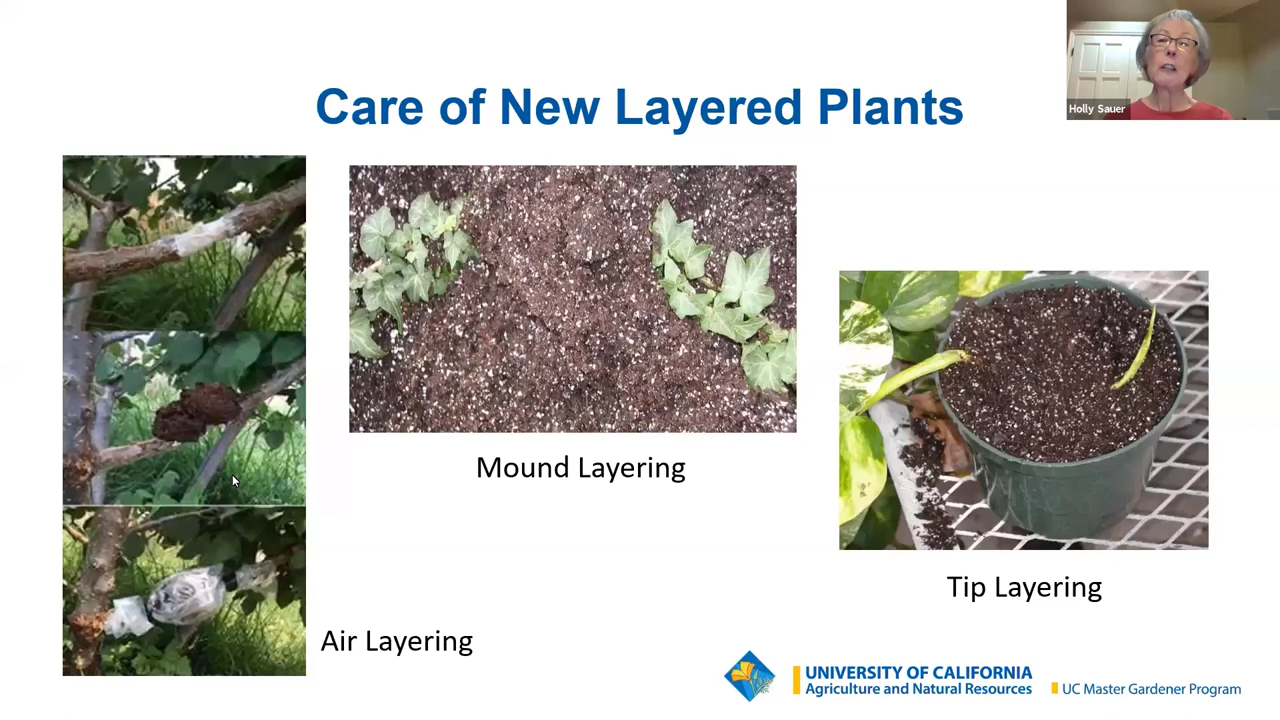 Care of New Layered Plants
Holly Sauer
Mound Layering
Tip Layering
Air Layering
UNIVERSITY OF CALIFORNIA
Agriculture and Natural Resources
UC Master Gardener Program